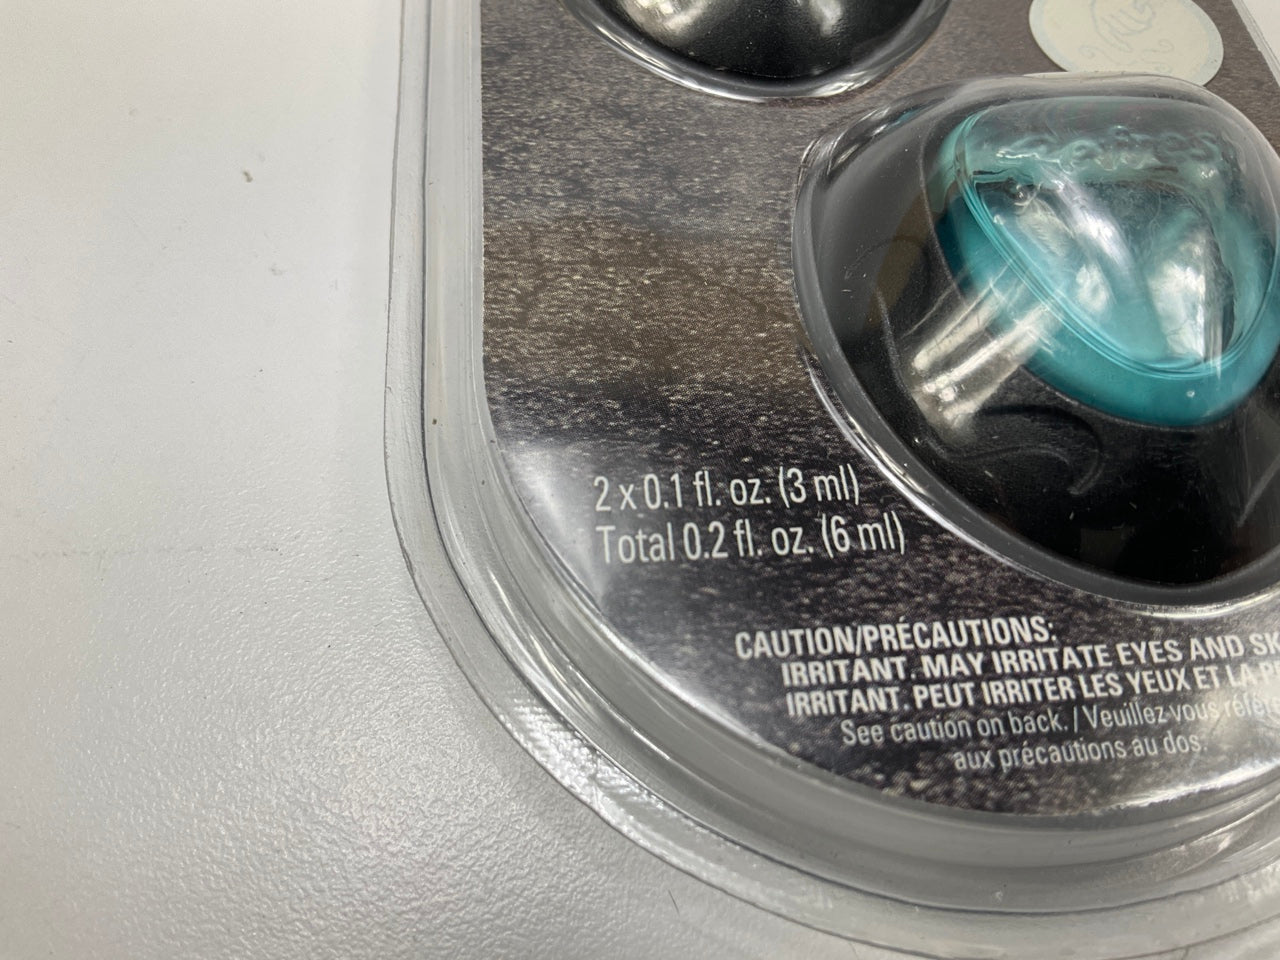 2 x 0.1 fl. oz. (3 ml)
Total 0.2 fl. oz. (6 ml)
CAUTION/PRÉCAUTIONS:
IRRITANT. MAY IRRITATE EYES AND SK
IRRITANT. PEUT IRRITER LES YEUX ET LA P
See caution on back. / Veuillez-vous référe
aux précautions au dos.